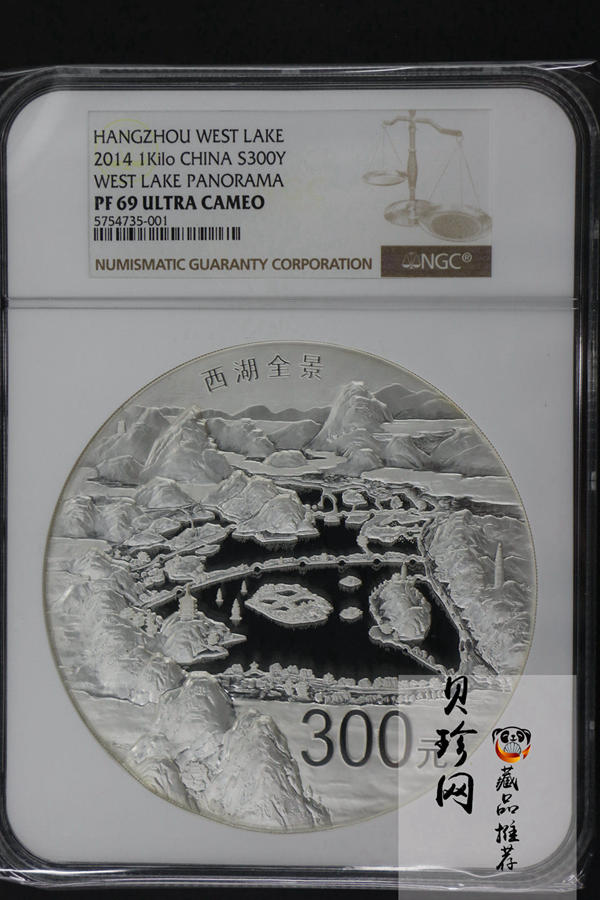 HANGZHOU WEST LAKE
2014 1Kilo CHINA S300Y
WEST LAKE PANORAMA
PF 69 ULTRA CAMEO
5754735-001
NUMISMATIC GUARANTY CORPORATION
NGC®
西湖全景
300元
贝珍网
藏品推荐